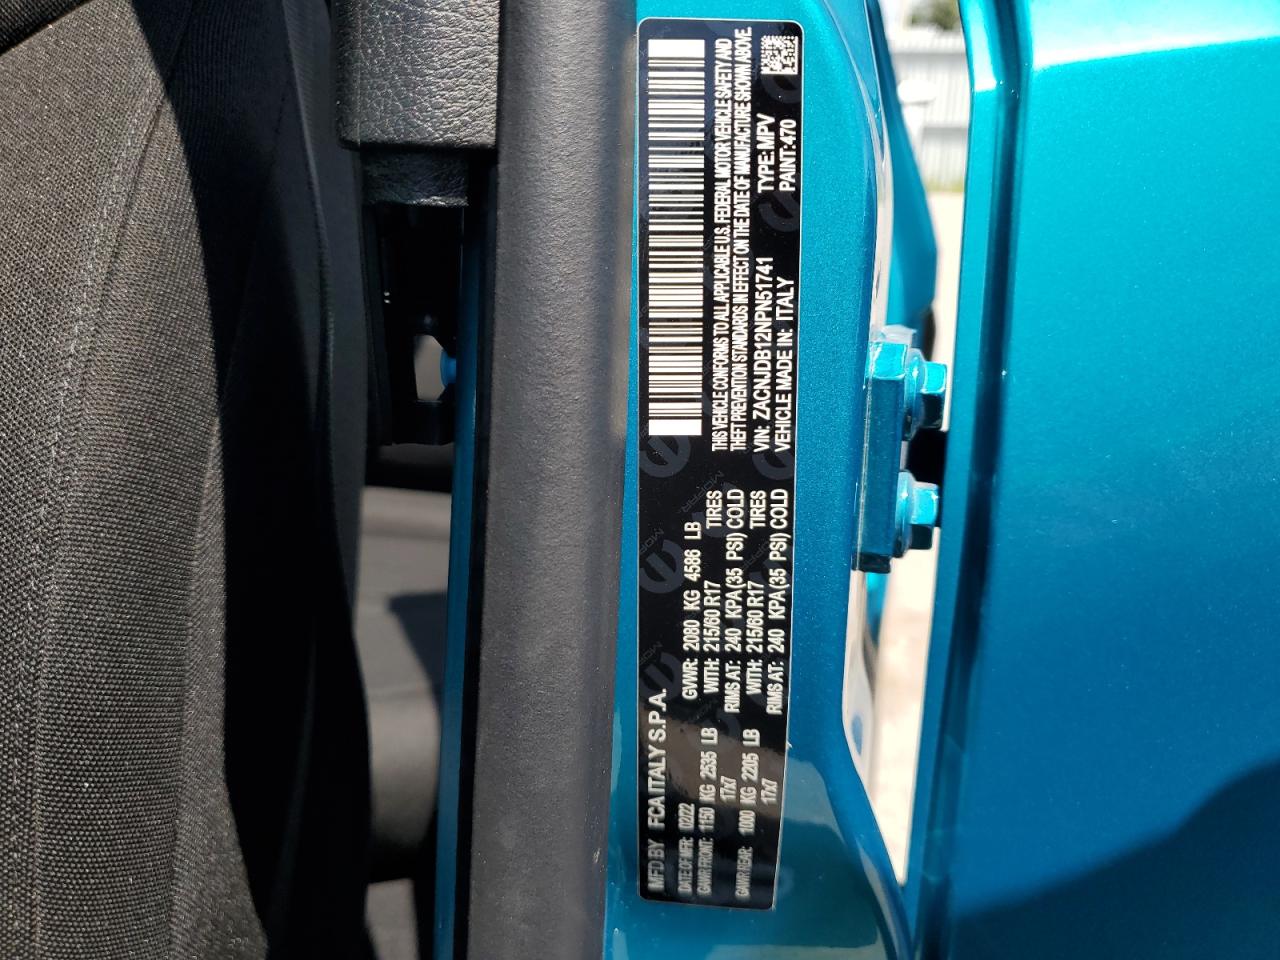 MFD BY FCA ITALY S.P.A.
DATE OF MFR: 02/22 GVWR: 2080 KG 4586 LB
GAWR FRONT: 1150 KG 2535 LB WITH: 215/60 R17 TIRES
17x7 RIMS AT: 240 KPA(35 PSI) COLD
GAWR REAR: 1000 KG 2205 LB WITH: 215/60 R17 TIRES
17x7 RIMS AT: 240 KPA(35 PSI) COLD
THIS VEHICLE CONFORMS TO ALL APPLICABLE U.S. FEDERAL MOTOR VEHICLE SAFETY AND
THEFT PREVENTION STANDARDS IN EFFECT ON THE DATE OF MANUFACTURE SHOWN ABOVE.
VIN: ZACNJDB12NPN51741 TYPE: MPV
VEHICLE MADE IN: ITALY PAINT: 470
MOPAR
MOPAR
MOPAR